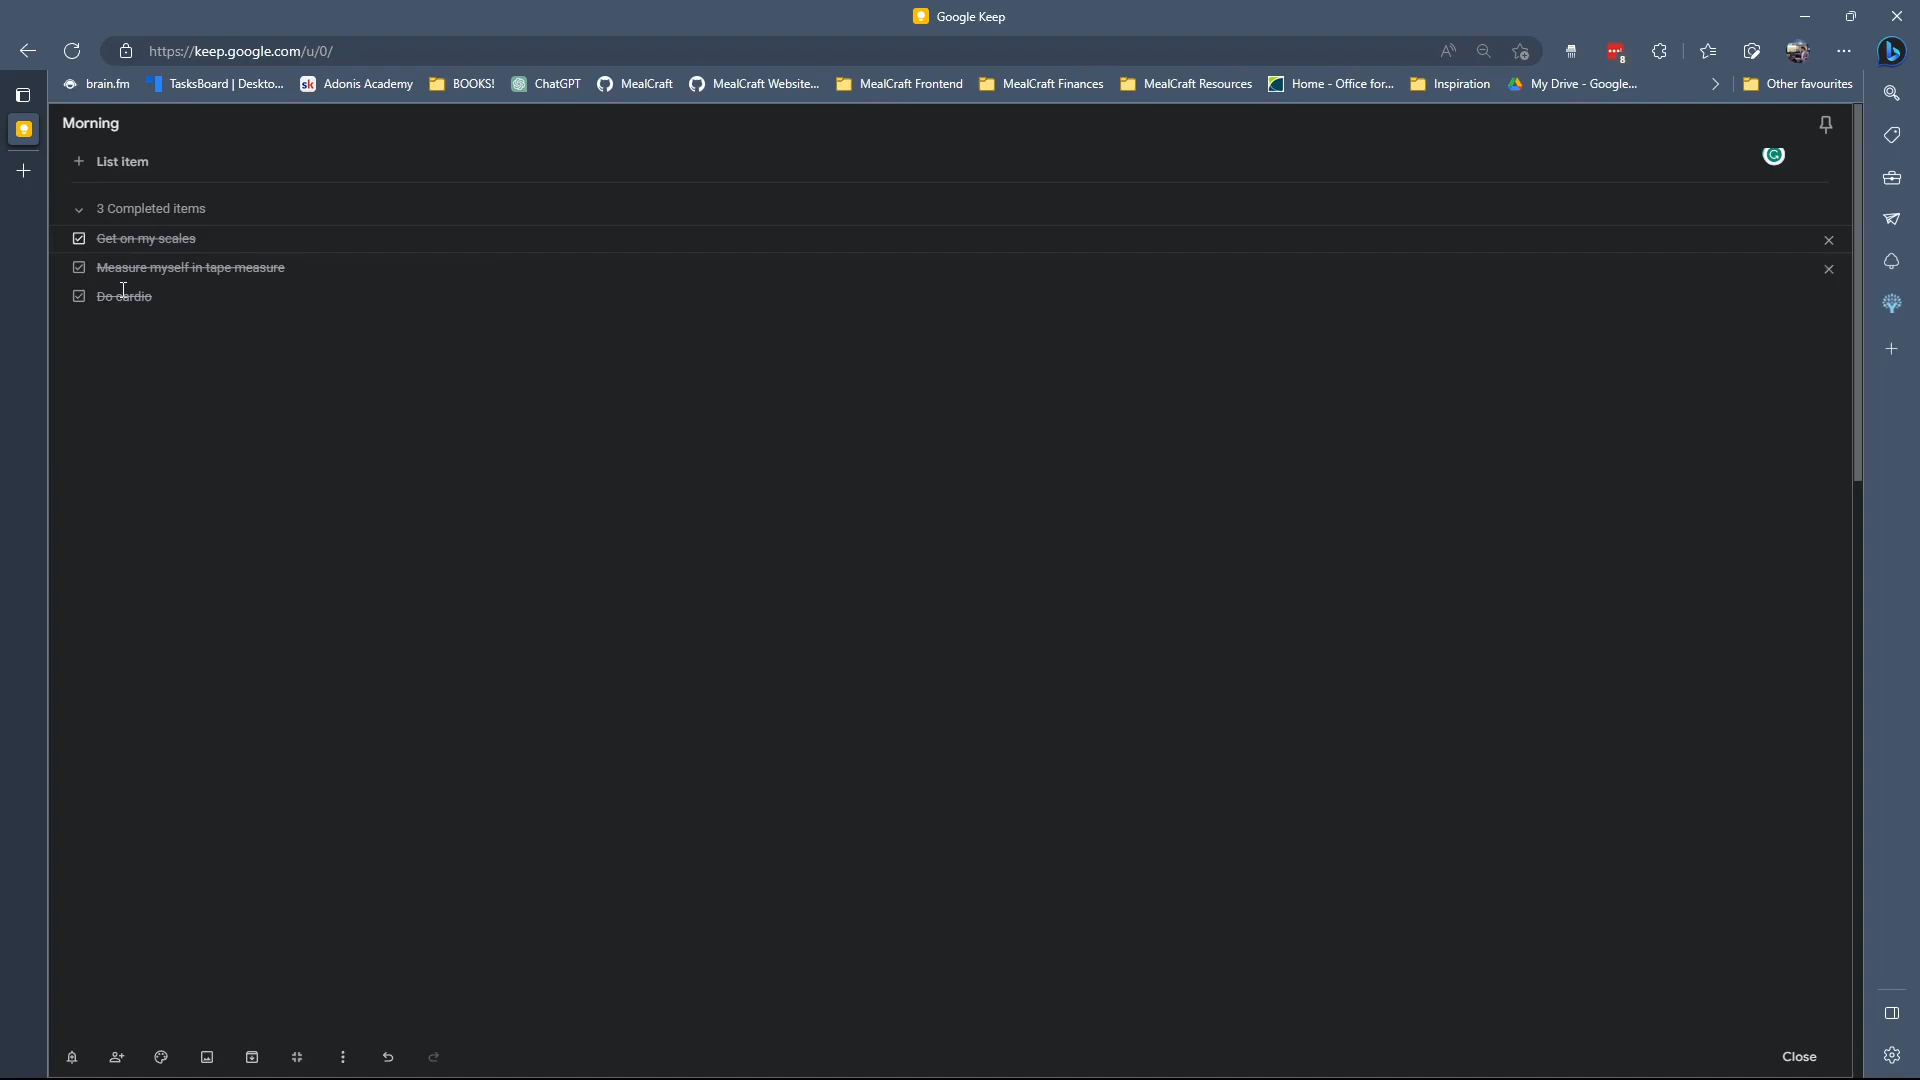 Google Keep
https://keep.google.com/u/0/
8
brain.fm TasksBoard | Deskto... sk Adonis Academy BOOKS! ChatGPT MealCraft MealCraft Website... MealCraft Frontend MealCraft Finances MealCraft Resources Home - Office for... Inspiration My Drive - Google... Other favourites
Morning
+ List item
3 Completed items
Get on my scales
Measure myself in tape measure
Do cardio
Close